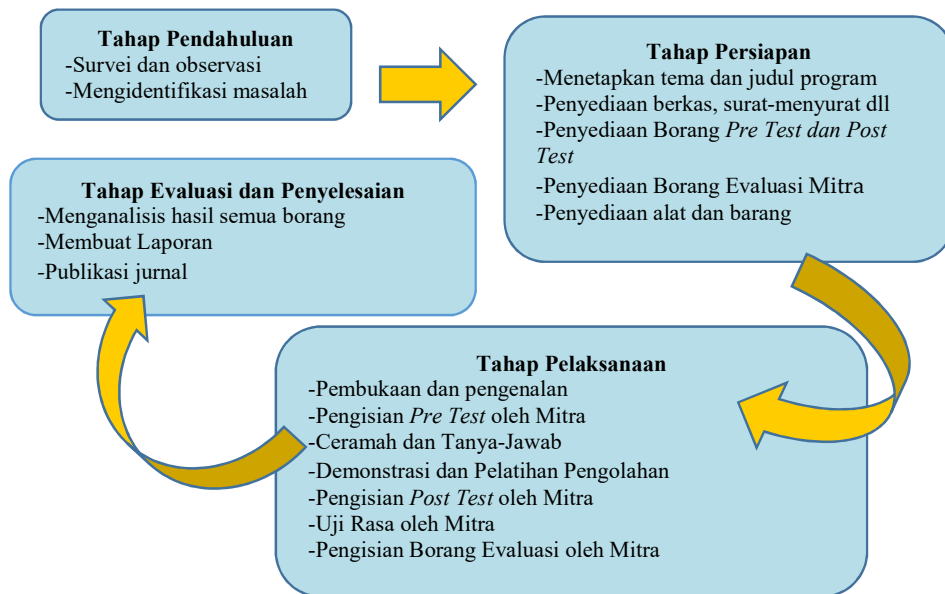 Tahap Pendahuluan
-Survei dan observasi
-Mengidentifikasi masalah
Tahap Persiapan
-Menetapkan tema dan judul program
-Penyediaan berkas, surat-menyurat dll
-Penyediaan Borang Pre Test dan Post
Test
-Penyediaan Borang Evaluasi Mitra
-Penyediaan alat dan barang
Tahap Pelaksanaan
-Pembukaan dan pengenalan
-Pengisian Pre Test oleh Mitra
-Ceramah dan Tanya-Jawab
-Demonstrasi dan Pelatihan Pengolahan
-Pengisian Post Test oleh Mitra
-Uji Rasa oleh Mitra
-Pengisian Borang Evaluasi oleh Mitra
Tahap Evaluasi dan Penyelesaian
-Menganalisis hasil semua borang
-Membuat Laporan
-Publikasi jurnal